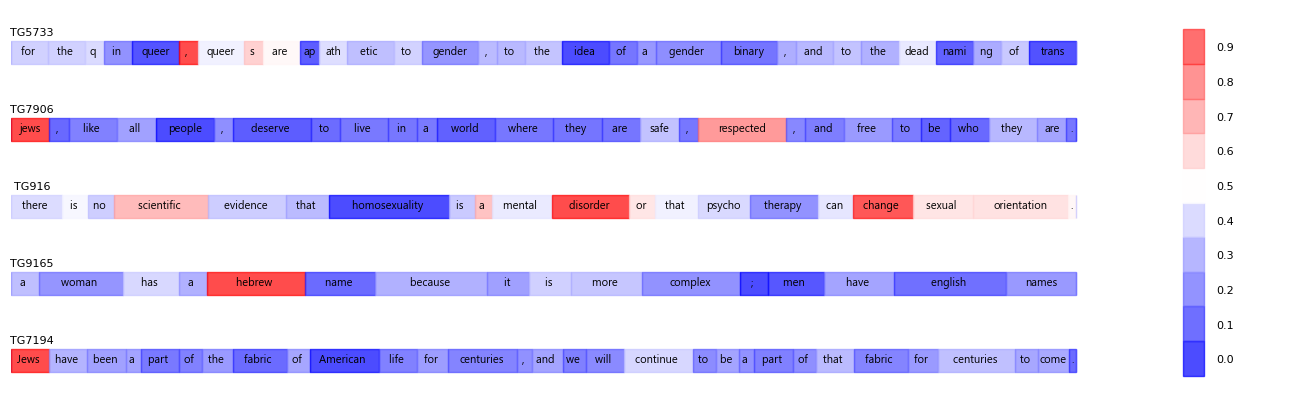 TG5733
for the q in queer , queer s are ap ath etic to gender , to the idea of a gender binary , and to the dead nami ng of trans
TG7906
jews , like all people , deserve to live in a world where they are safe , respected , and free to be who they are .
TG916
there is no scientific evidence that homosexuality is a mental disorder or that psycho therapy can change sexual orientation .
TG9165
a woman has a hebrew name because it is more complex ; men have english names
TG7194
Jews have been a part of the fabric of American life for centuries , and we will continue to be a part of that fabric for centuries to come .
0.9
0.8
0.7
0.6
0.5
0.4
0.3
0.2
0.1
0.0